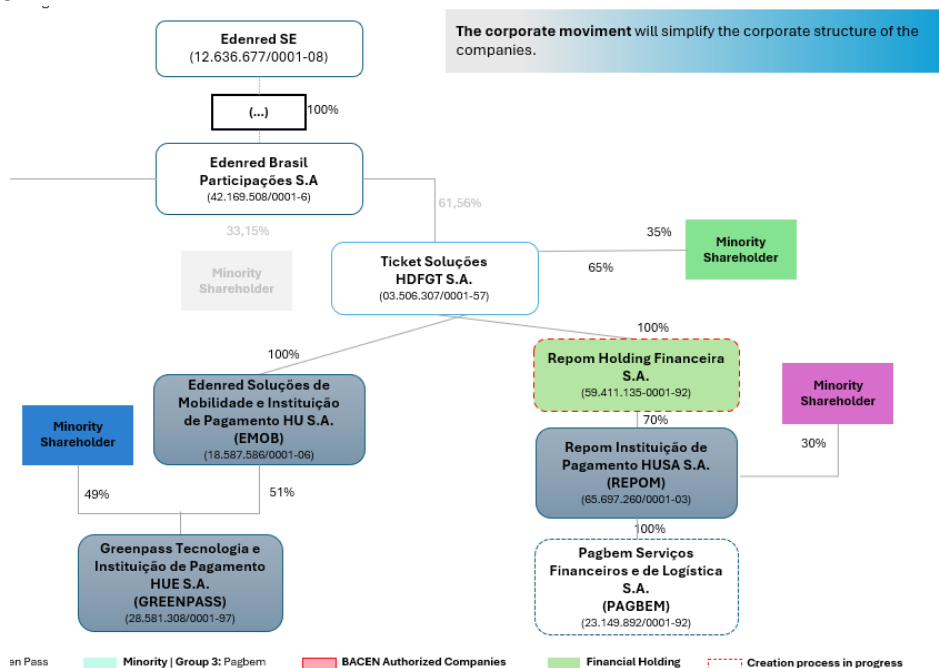 Edenred SE
(12.636.677/0001-08)
The corporate moviment will simplify the corporate structure of the
companies.
(...)
100%
Edenred Brasil
Participações S.A
(42.169.508/0001-6)
61,56%
33,15%
Minority
Shareholder
Ticket Soluções
HDFGT S.A.
(03.506.307/0001-57)
35%
65%
Minority
Shareholder
100%
100%
Edenred Soluções de
Mobilidade e Instituição
de Pagamento HU S.A.
(EMOB)
(18.587.586/0001-06)
Repom Holding Financeira
S.A.
(59.411.135-0001-92)
Minority
Shareholder
Minority
Shareholder
70%
30%
Repom Instituição de
Pagamento HUSA S.A.
(REPOM)
(65.697.260/0001-03)
49%
51%
100%
Greenpass Tecnologia e
Instituição de Pagamento
HUE S.A.
(GREENPASS)
(28.581.308/0001-97)
Pagbem Serviços
Financeiros e de Logística
S.A.
(PAGBEM)
(23.149.892/0001-92)
en Pass
Minority | Group 3: Pagbem
BACEN Authorized Companies
Financial Holding
Creation process in progress